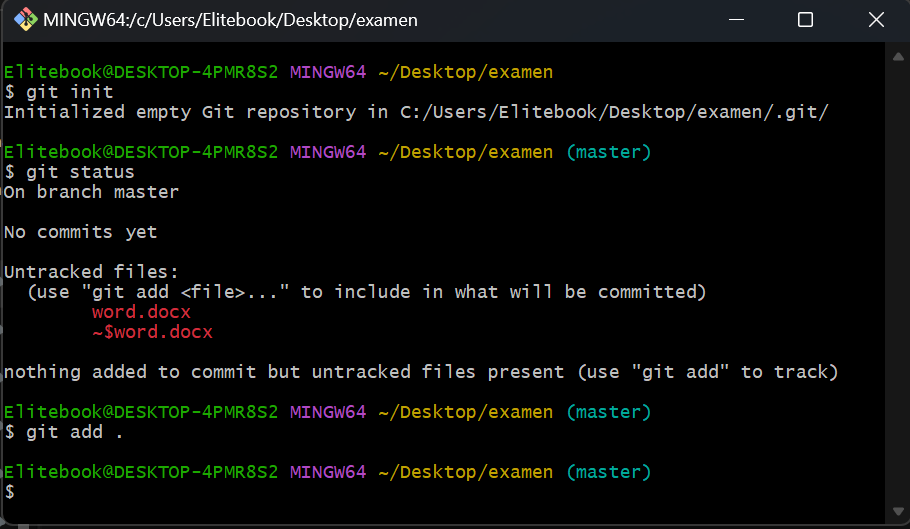 MINGW64:/c/Users/Elitebook/Desktop/examen
Elitebook@DESKTOP-4PMR8S2 MINGW64 ~/Desktop/examen
$ git init
Initialized empty Git repository in C:/Users/Elitebook/Desktop/examen/.git/
Elitebook@DESKTOP-4PMR8S2 MINGW64 ~/Desktop/examen (master)
$ git status
On branch master
No commits yet
Untracked files:
  (use "git add <file>..." to include in what will be committed)
        word.docx
        ~$word.docx
nothing added to commit but untracked files present (use "git add" to track)
Elitebook@DESKTOP-4PMR8S2 MINGW64 ~/Desktop/examen (master)
$ git add .
Elitebook@DESKTOP-4PMR8S2 MINGW64 ~/Desktop/examen (master)
$